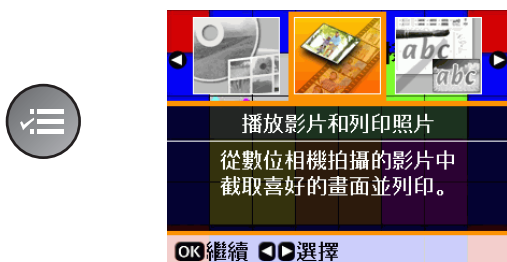 abc
abc
播放影片和列印照片
從數位相機拍攝的影片中
截取喜好的畫面並列印。
OK繼續 ◀▶選擇